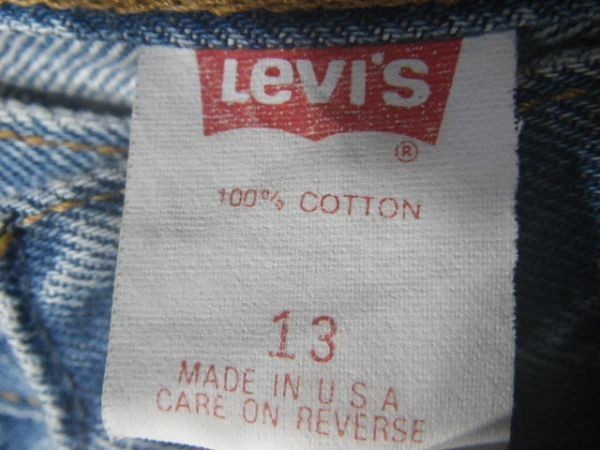 LeVI'S
®
100% COTTON
13
MADE IN U S A
CARE ON REVERSE